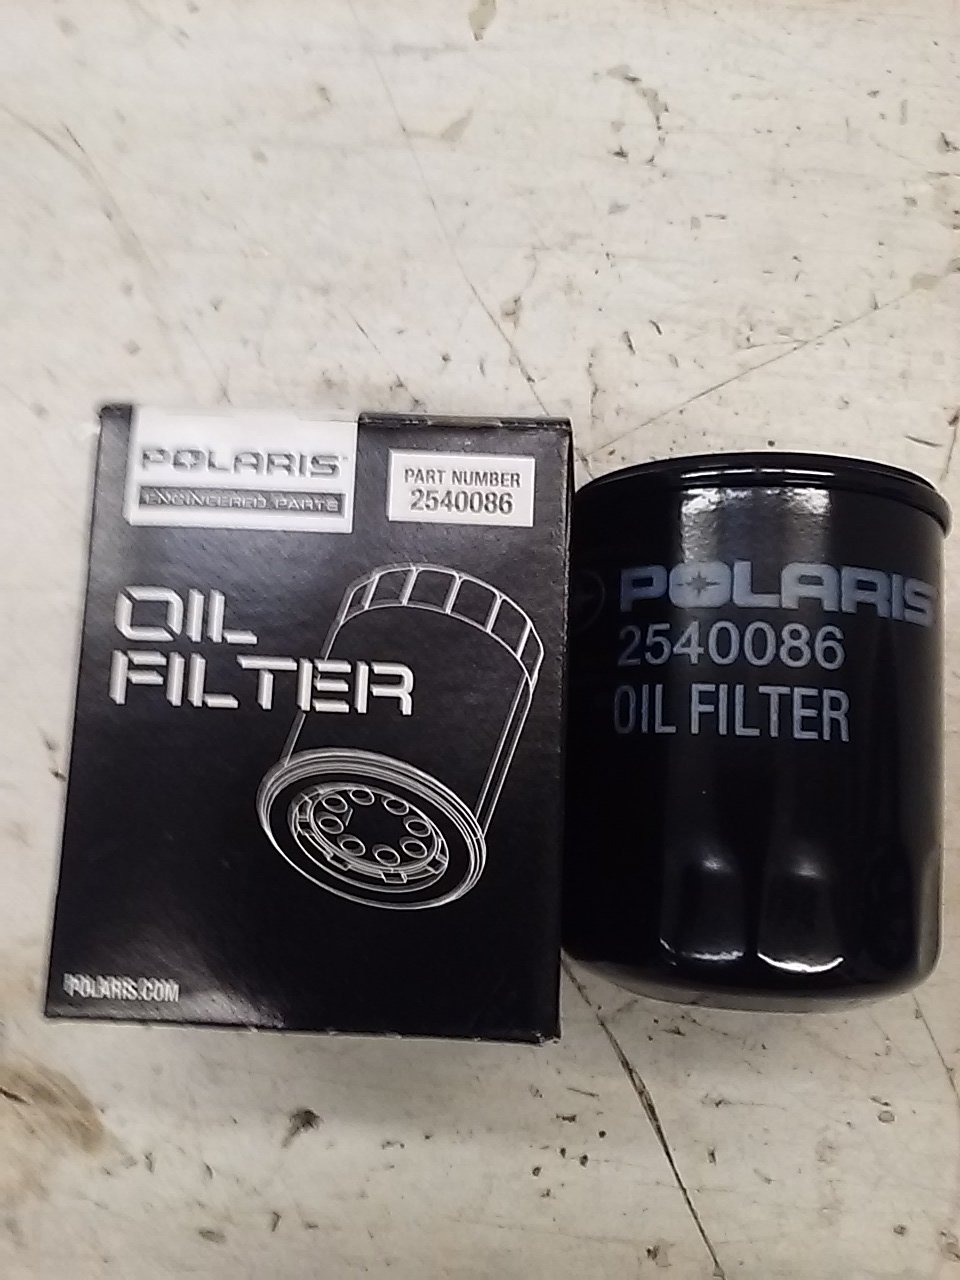 POLARIS
ENGINEERED PARTS
PART NUMBER
2540086
OIL
FILTER
POLARIS.COM
POLARIS
2540086
OIL FILTER